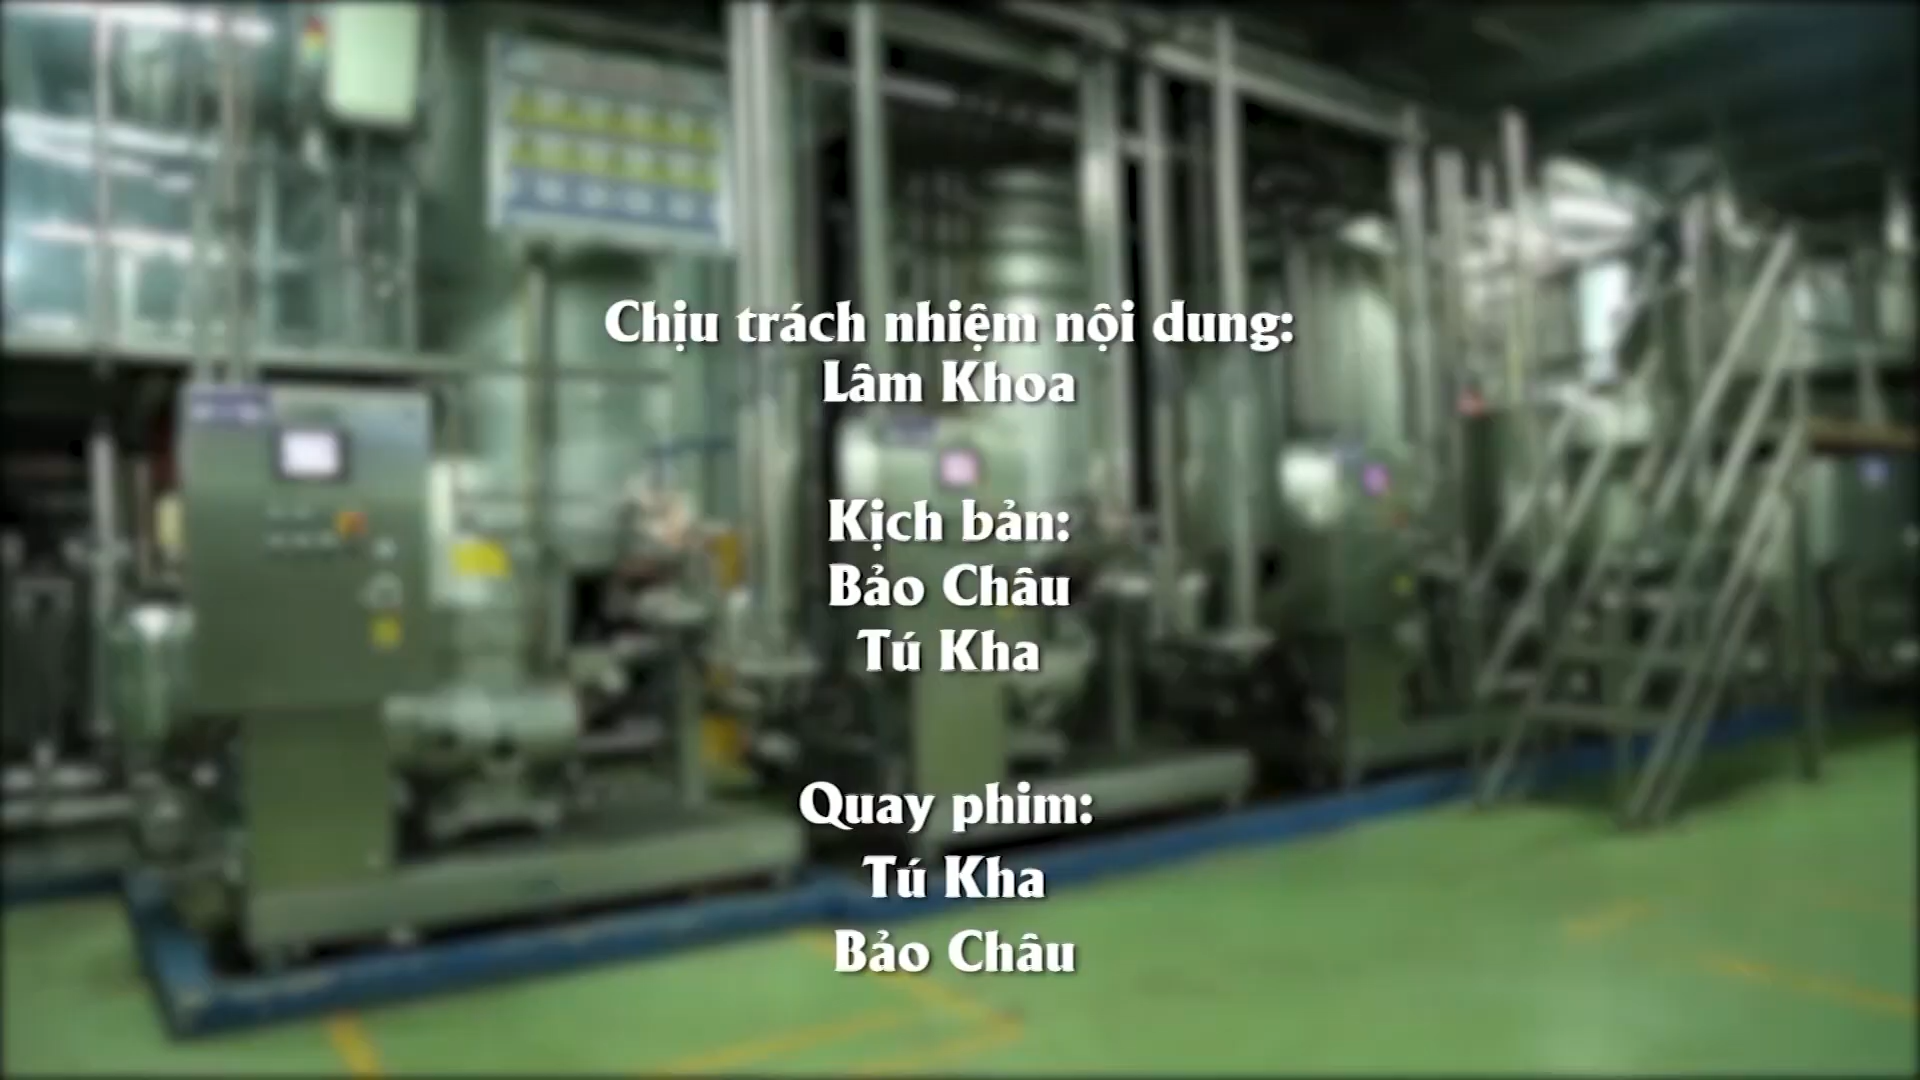 Chịu trách nhiệm nội dung:
Lâm Khoa
Kịch bản:
Bảo Châu
Tú Kha
Quay phim:
Tú Kha
Bảo Châu